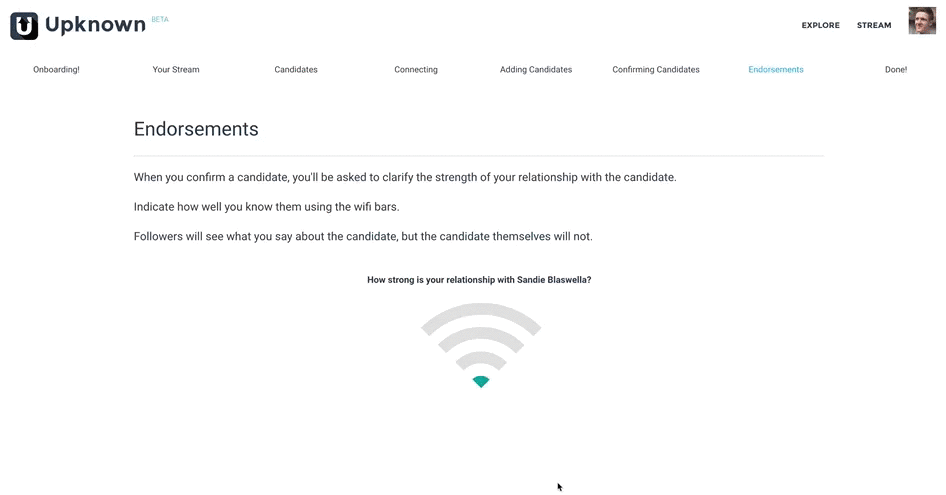 Upknown BETA
EXPLORE STREAM
Onboarding! Your Stream Candidates Connecting Adding Candidates Confirming Candidates Endorsements Done!
Endorsements
When you confirm a candidate, you'll be asked to clarify the strength of your relationship with the candidate.
Indicate how well you know them using the wifi bars.
Followers will see what you say about the candidate, but the candidate themselves will not.
How strong is your relationship with Sandie Blaswella?